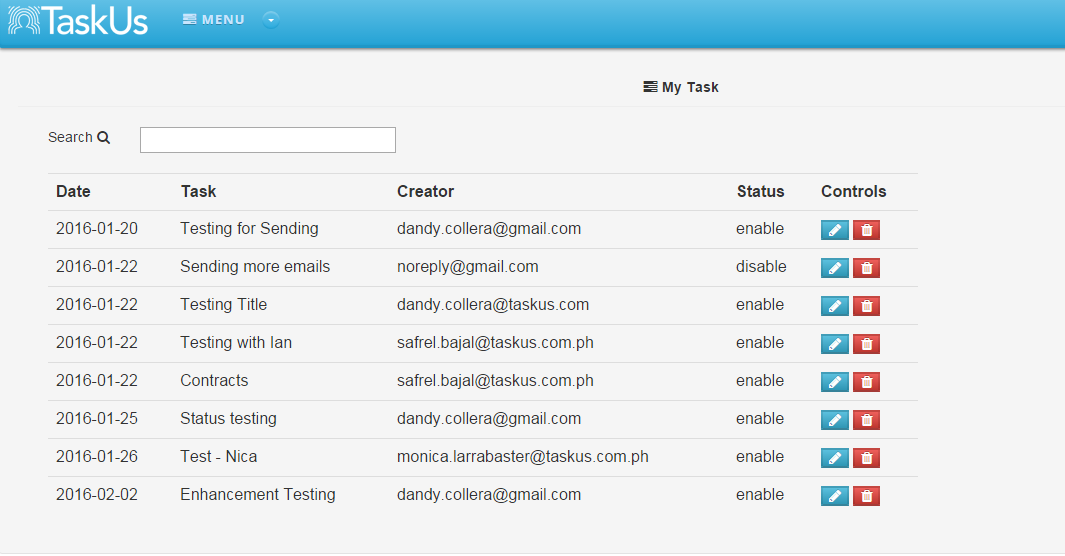 TaskUs MENU
My Task
Search
Date Task Creator Status Controls
2016-01-20 Testing for Sending dandy.collera@gmail.com enable
2016-01-22 Sending more emails noreply@gmail.com disable
2016-01-22 Testing Title dandy.collera@taskus.com enable
2016-01-22 Testing with Ian safrel.bajal@taskus.com.ph enable
2016-01-22 Contracts safrel.bajal@taskus.com.ph enable
2016-01-25 Status testing dandy.collera@gmail.com enable
2016-01-26 Test - Nica monica.larrabaster@taskus.com.ph enable
2016-02-02 Enhancement Testing dandy.collera@gmail.com enable